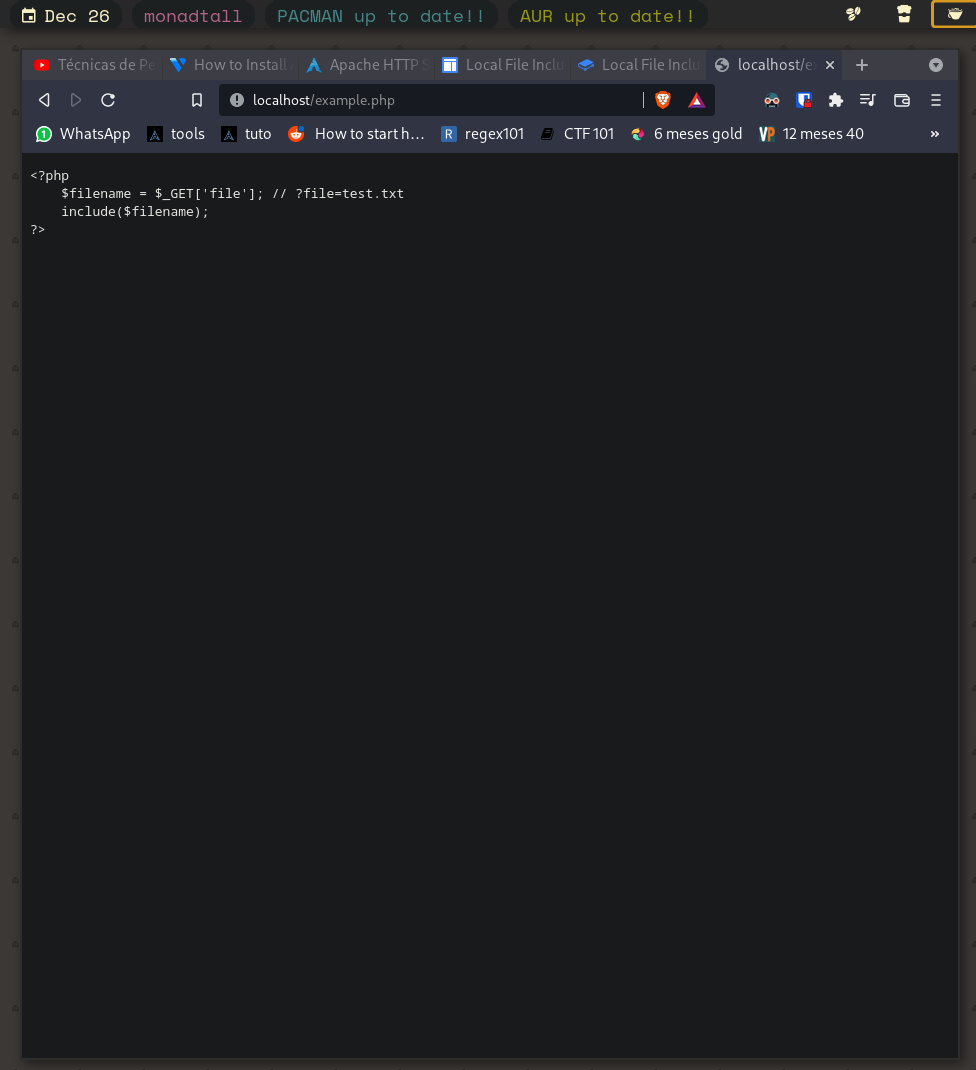 Dec 26 monadtall PACMAN up to date!! AUR up to date!!
Técnicas de Pe How to Install Apache HTTP S Local File Inclu Local File Inclu localhost/e
localhost/example.php
WhatsApp tools tuto How to start h... R regex101 CTF 101 6 meses gold VP 12 meses 40 »
<?php
    $filename = $_GET['file']; // ?file=test.txt
    include($filename);
?>